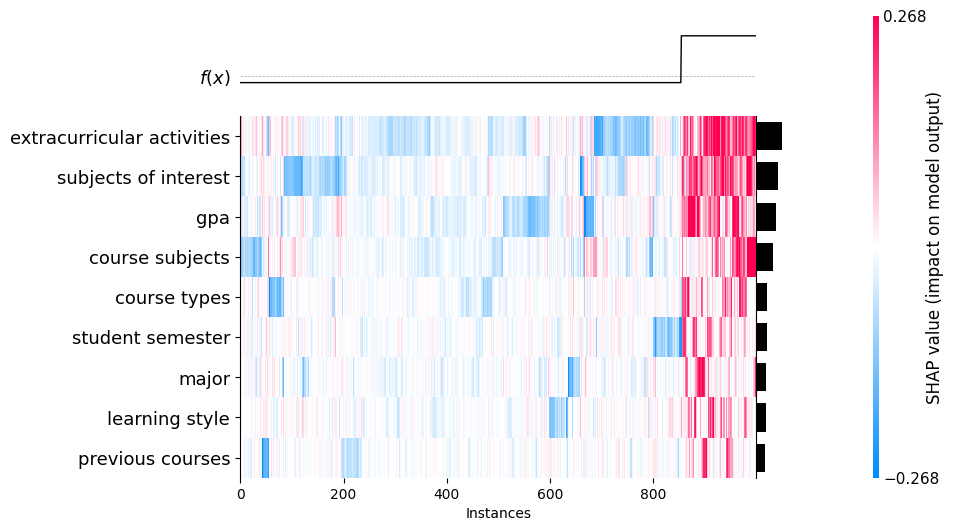 0.268
f(x)
extracurricular activities
subjects of interest
gpa
course subjects
course types
student semester
major
learning style
previous courses
0 200 400 600 800
Instances
SHAP value (impact on model output)
−0.268